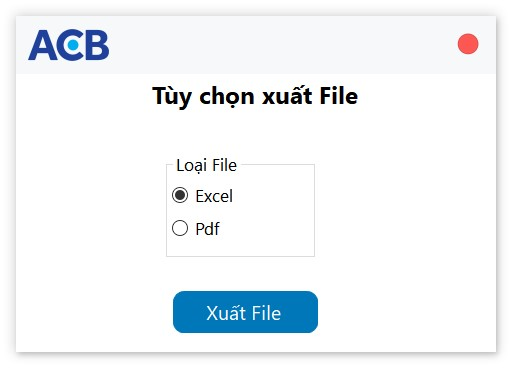 ACB
Tùy chọn xuất File
Loại File
Excel
Pdf
Xuất File